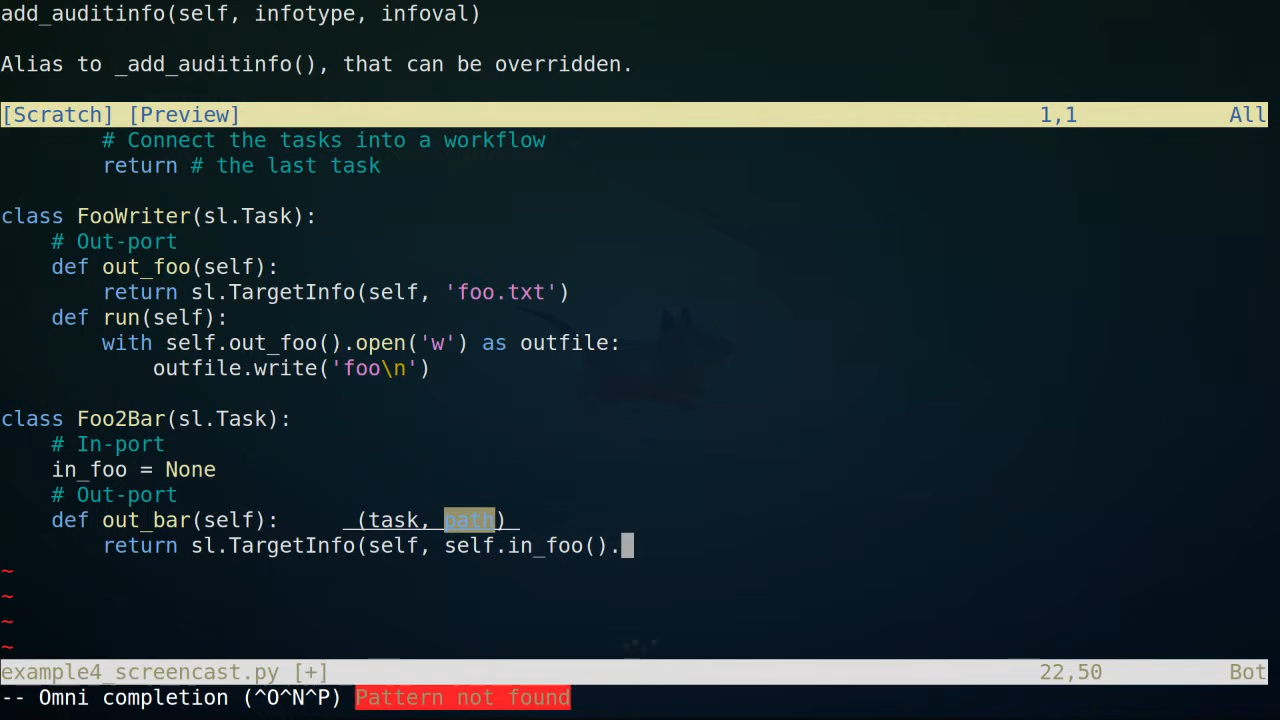 add_auditinfo(self, infotype, infoval)
Alias to _add_auditinfo(), that can be overridden.
[Scratch] [Preview] 1,1 All
# Connect the tasks into a workflow
return # the last task
class FooWriter(sl.Task):
# Out-port
def out_foo(self):
return sl.TargetInfo(self, 'foo.txt')
def run(self):
with self.out_foo().open('w') as outfile:
outfile.write('foo\n')
class Foo2Bar(sl.Task):
# In-port
in_foo = None
# Out-port
def out_bar(self): (task, path)
return sl.TargetInfo(self, self.in_foo().
~
~
~
~
example4_screencast.py [+] 22,50 Bot
-- Omni completion (^O^N^P) Pattern not found